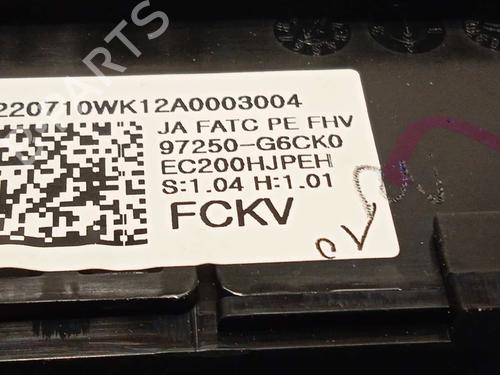 220710WK12A0003004
JA FATC PE FHV
97250-G6CK0
EC200HJPEH
S:1.04 H:1.01
FCKV